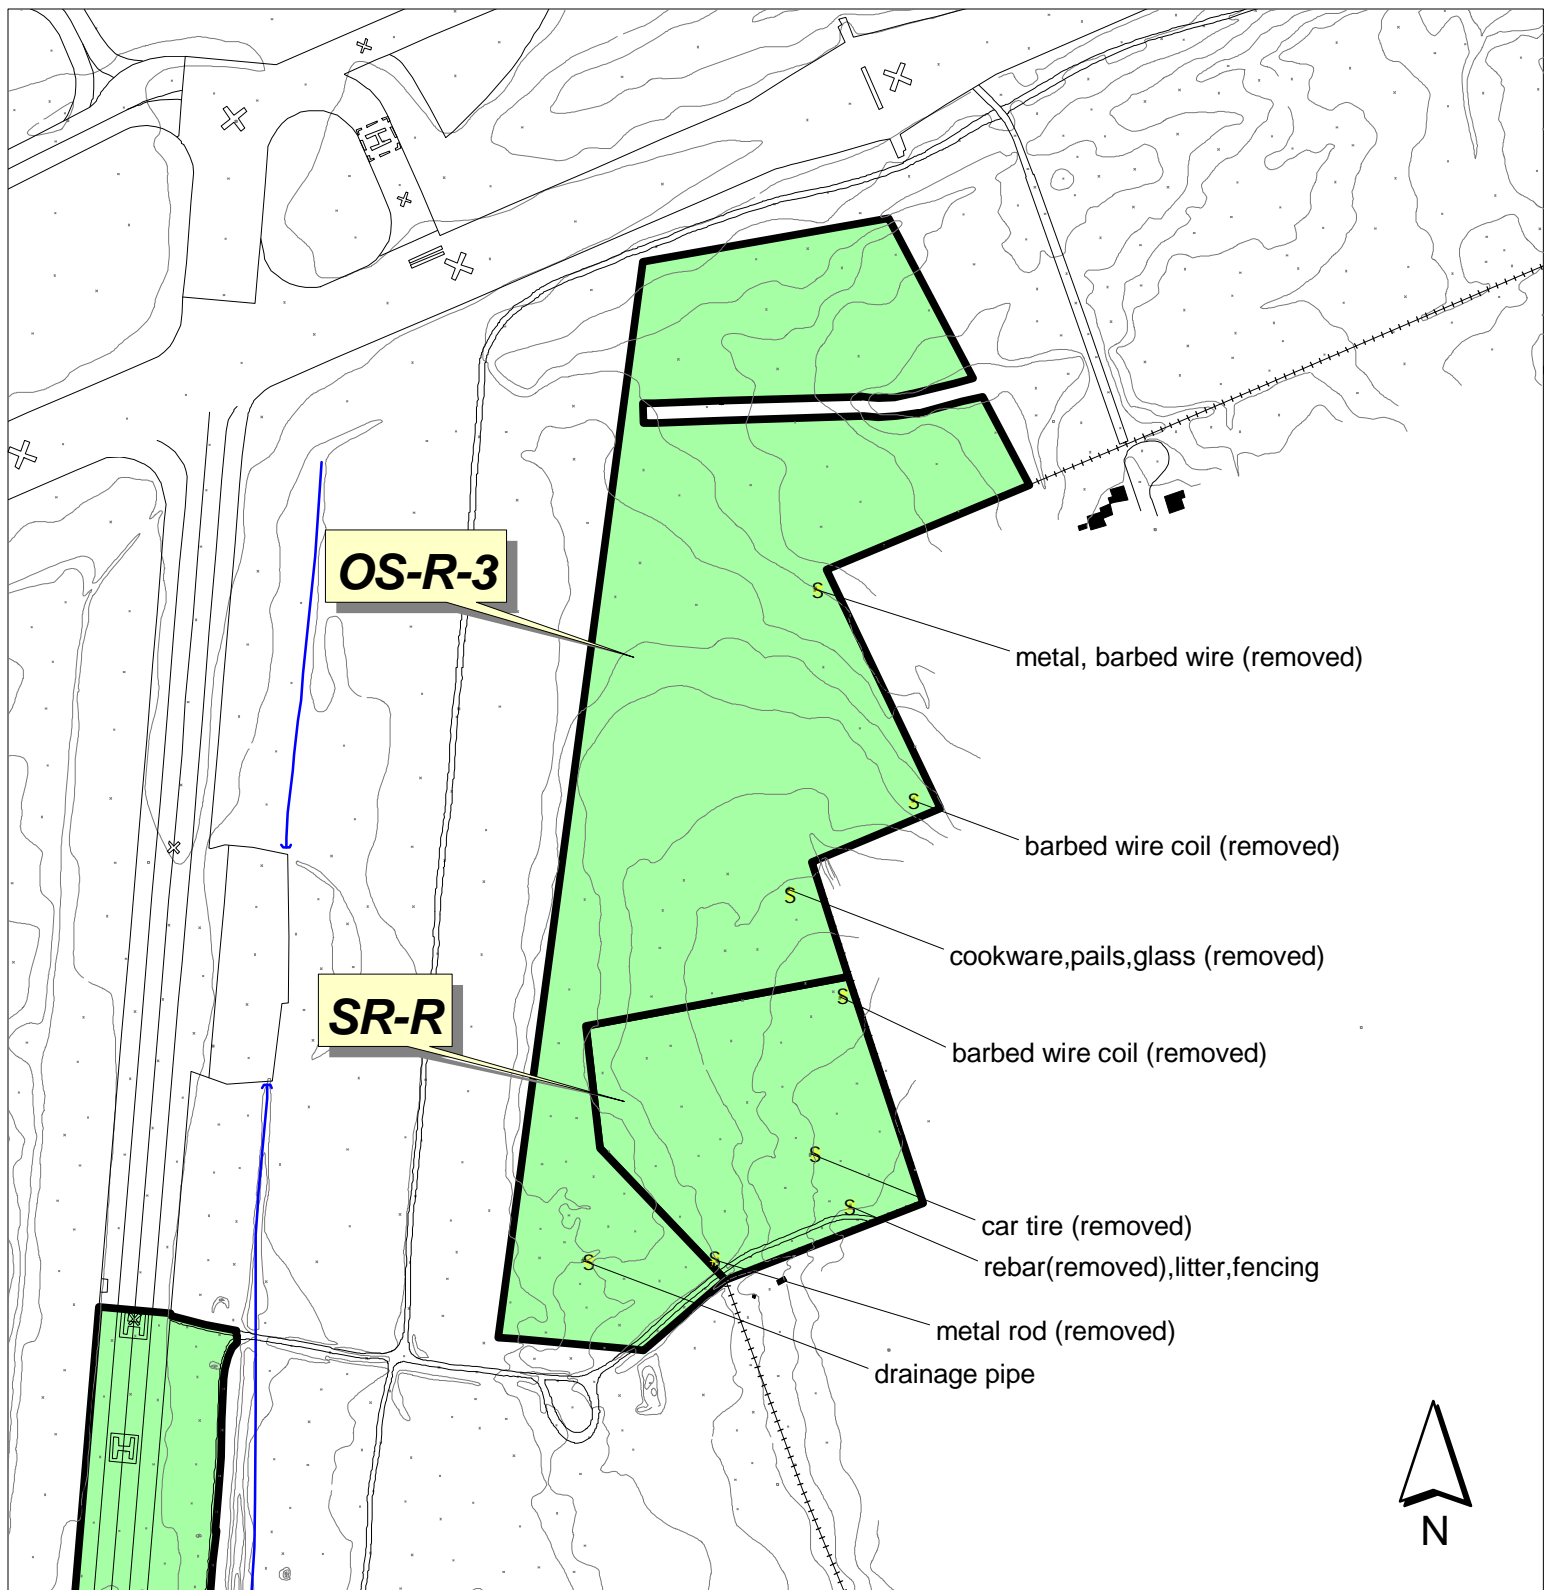 H
OS-R-3
S
metal, barbed wire (removed)
S
barbed wire coil (removed)
S
cookware,pails,glass (removed)
SR-R
S
barbed wire coil (removed)
S
car tire (removed)
S
rebar(removed),litter,fencing
S
metal rod (removed)
S
drainage pipe
H
H
N